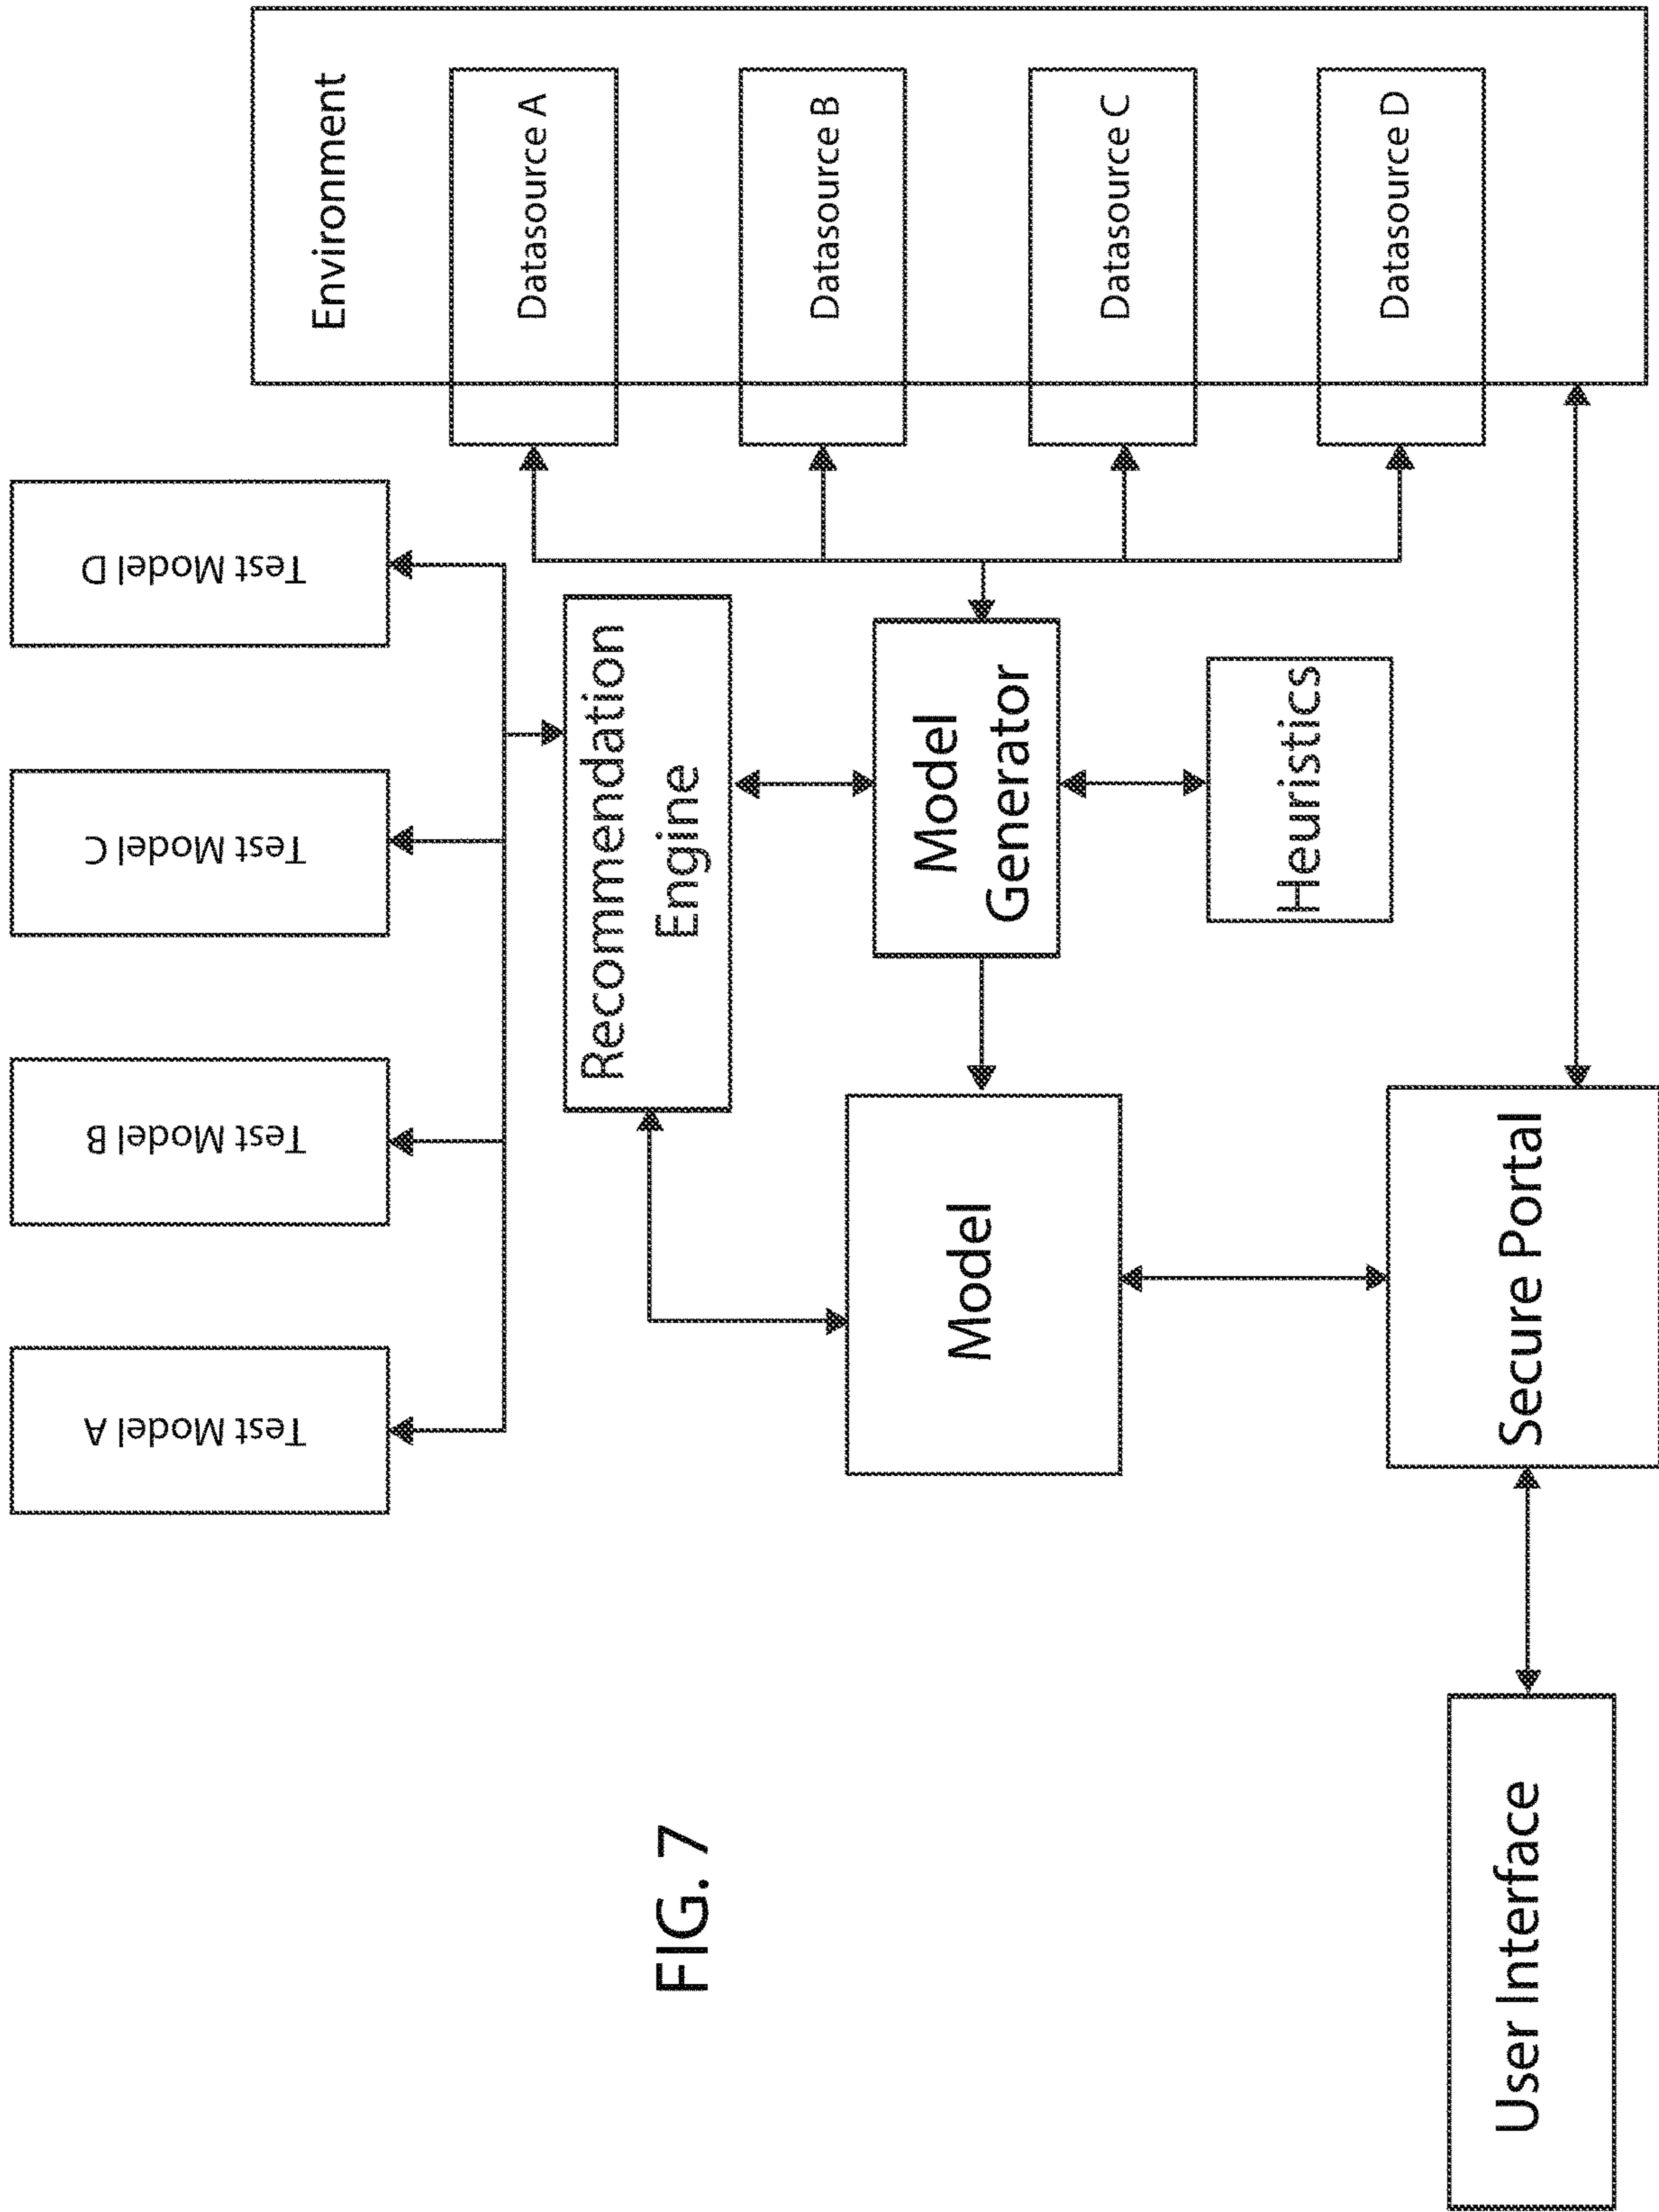 Environment
Datasource A
Datasource B
Datasource C
Datasource D
Test Model D
Test Model C
Test Model B
Test Model A
Recommendation
Engine
Model
Generator
Heuristics
Model
Secure Portal
User Interface
FIG. 7